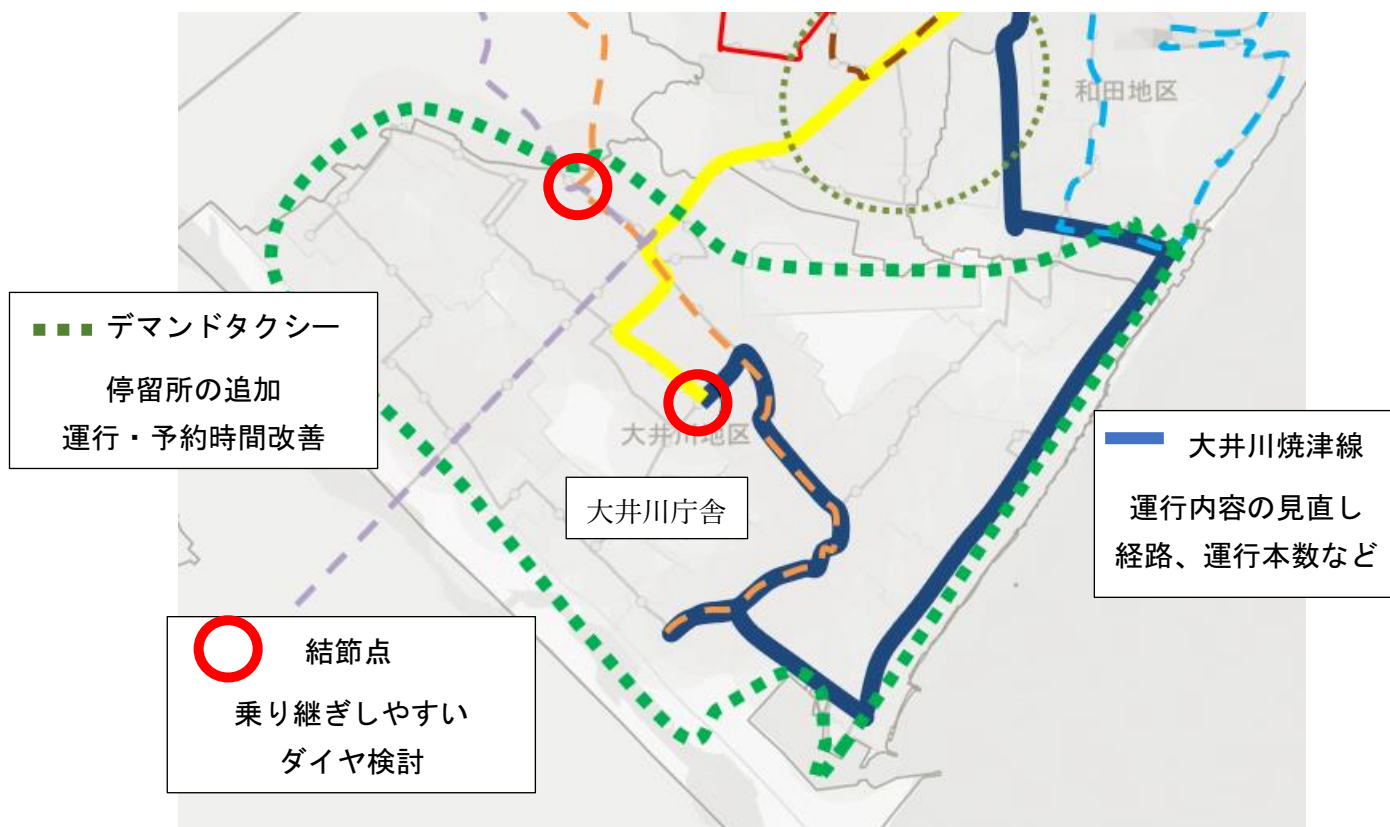 和田地区
デマンドタクシー
停留所の追加
運行・予約時間改善
大井川地区
大井川庁舎
大井川焼津線
運行内容の見直し
経路、運行本数など
結節点
乗り継ぎしやすい
ダイヤ検討